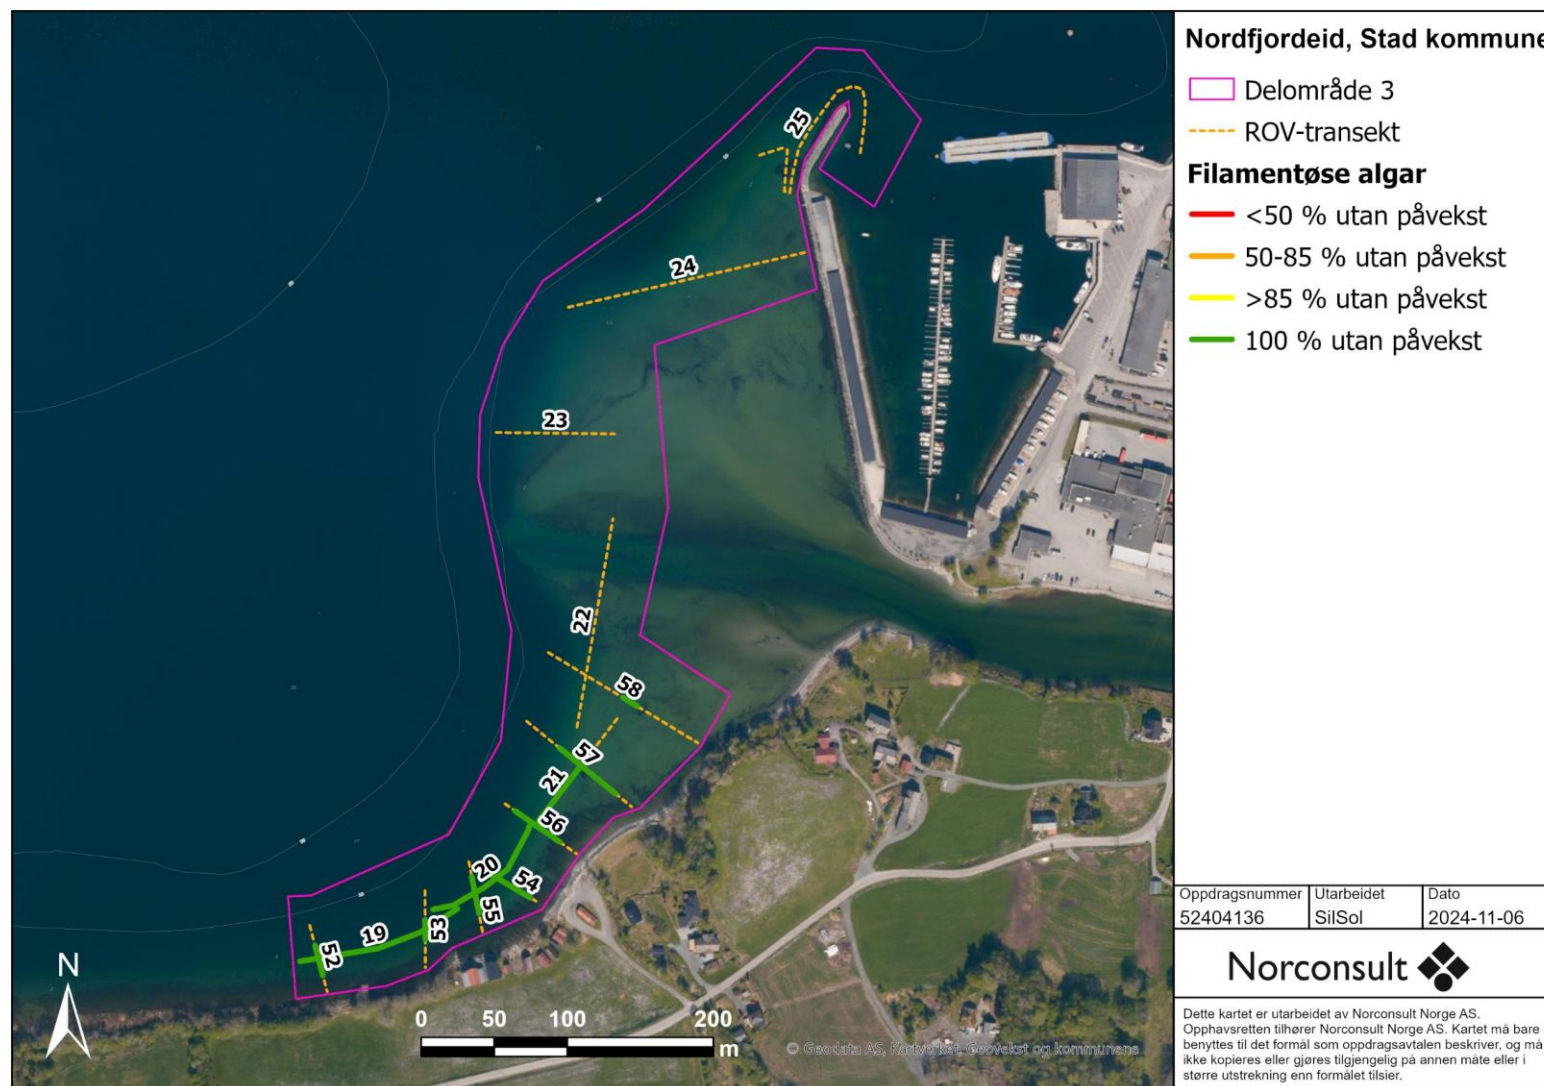 Nordfjordeid, Stad kommune
Delområde 3
ROV-transekt
Filamentøse algar
<50 % utan påvekst
50-85 % utan påvekst
>85 % utan påvekst
100 % utan påvekst
25
24
23
22
58
57
21
56
20
54
55
53
19
52
N
0 50 100 200
m
© Geodata AS, Kartverket, Geovekst og kommunene
Oppdragsnummer Utarbeidet Dato
52404136 SilSol 2024-11-06
Norconsult
Dette kartet er utarbeidet av Norconsult Norge AS.
Opphavsretten tilhører Norconsult Norge AS. Kartet må bare
benyttes til det formål som oppdragsavtalen beskriver, og må
ikke kopieres eller gjøres tilgjengelig på annen måte eller i
større utstrekning enn formålet tilsier.